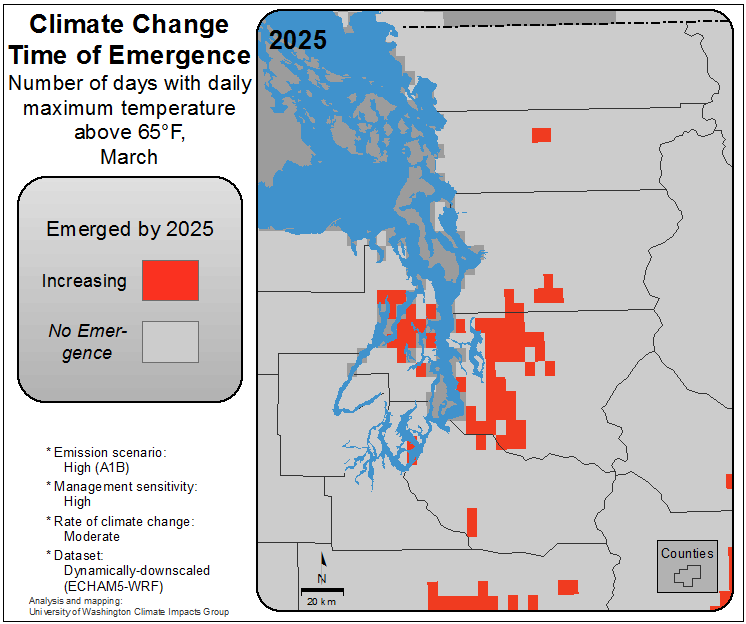 Climate Change
Time of Emergence
Number of days with daily
maximum temperature
above 65°F,
March
Emerged by 2025
Increasing
No Emer-
gence
* Emission scenario:
High (A1B)
* Management sensitivity:
High
* Rate of climate change:
Moderate
* Dataset:
Dynamically-downscaled
(ECHAM5-WRF)
Analysis and mapping:
University of Washington Climate Impacts Group
2025
N
20 km
Counties